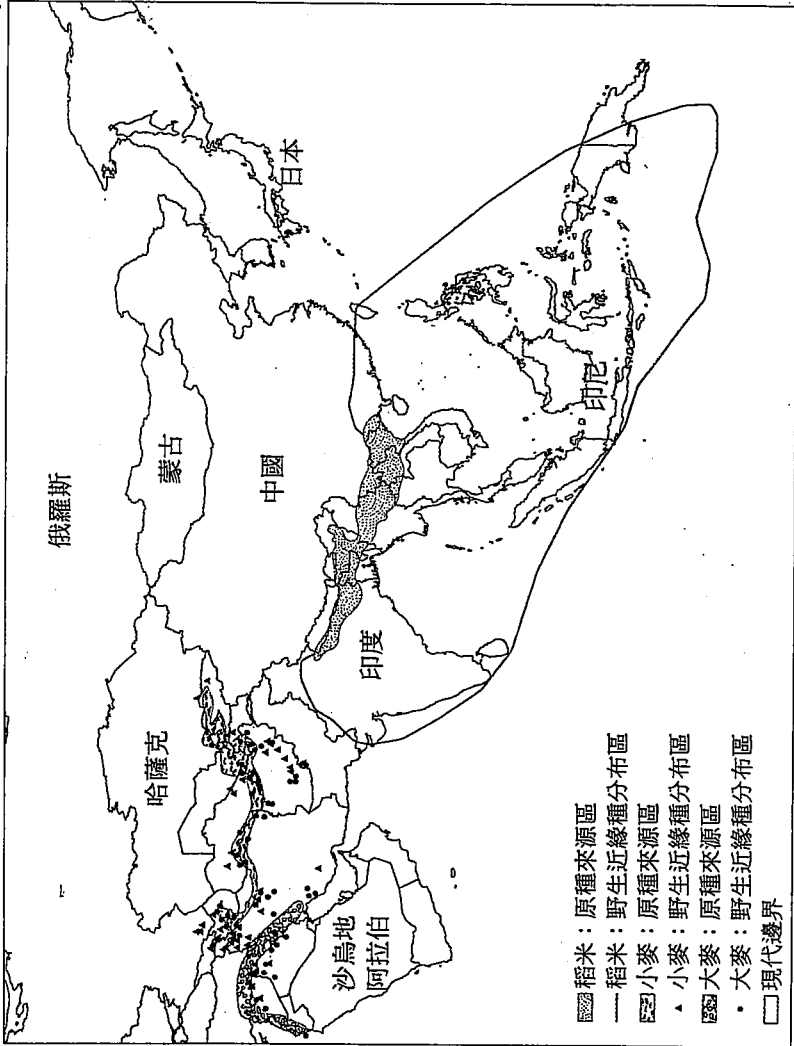 俄羅斯
哈薩克
蒙古
中國
日本
印度
印尼
沙烏地
阿拉伯
稻米：原種來源區
稻米：野生近緣種分布區
小麥：原種來源區
小麥：野生近緣種分布區
大麥：原種來源區
大麥：野生近緣種分布區
現代邊界